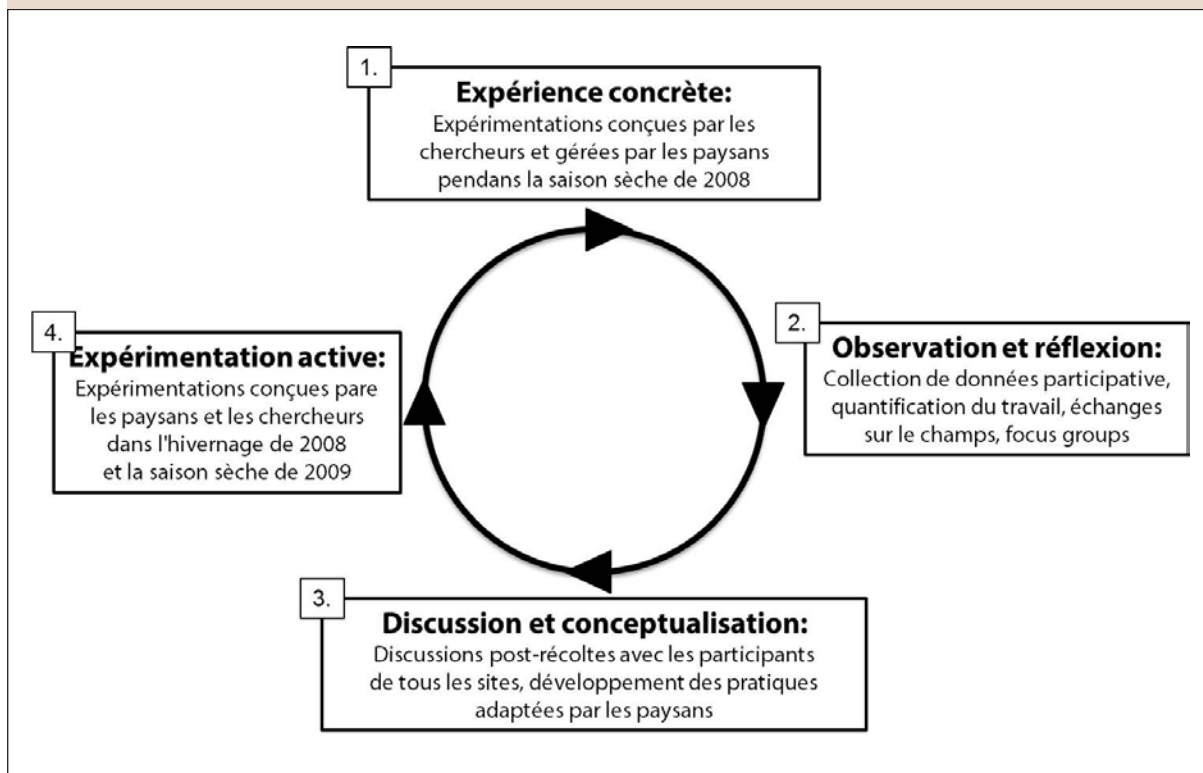 1.
Expérience concrète:
Expérimentations conçues par les
chercheurs et gérées par les paysans
pendans la saison sèche de 2008
2.
Observation et réflexion:
Collection de données participative,
quantification du travail, échanges
sur le champs, focus groups
3.
Discussion et conceptualisation:
Discussions post-récoltes avec les participants
de tous les sites, développement des pratiques
adaptées par les paysans
4.
Expérimentation active:
Expérimentations conçues pare
les paysans et les chercheurs
dans l'hivernage de 2008
et la saison sèche de 2009